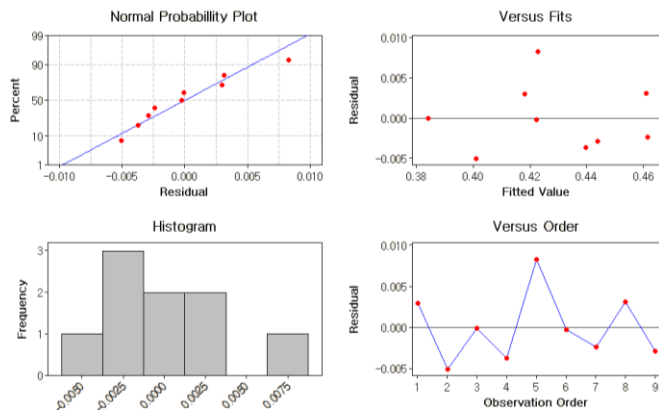 Normal Probabillity Plot
99
90
50
10
1
Percent
-0.010 -0.005 0.000 0.005 0.010
Residual
Versus Fits
0.010
0.005
0.000
-0.005
Residual
0.38 0.40 0.42 0.44 0.46
Fitted Value
Histogram
3
2
1
0
Frequency
-0.0050 -0.0025 0.0000 0.0025 0.0050 0.0075
Versus Order
0.010
0.005
0.000
-0.005
Residual
1 2 3 4 5 6 7 8 9
Observation Order